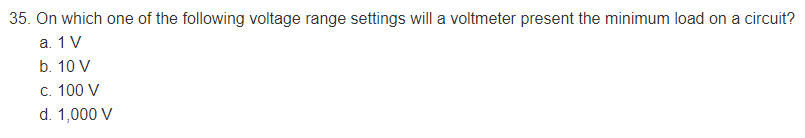 35. On which one of the following voltage range settings will a voltmeter present the minimum load on a circuit?
a. 1 V
b. 10 V
c. 100 V
d. 1,000 V